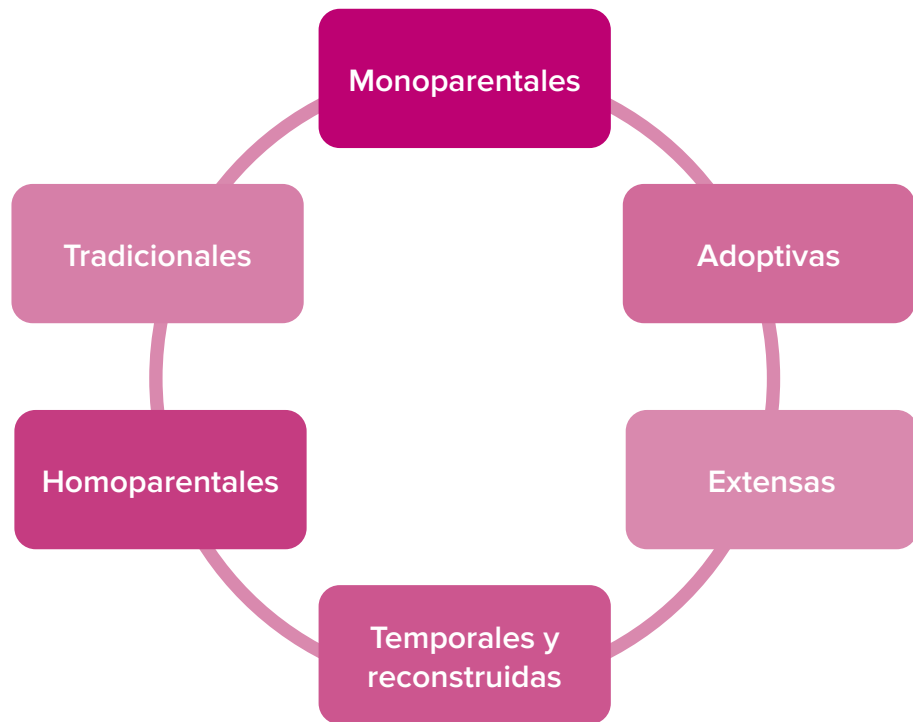 Monoparentales
Tradicionales
Adoptivas
Homoparentales
Extensas
Temporales y
reconstruidas